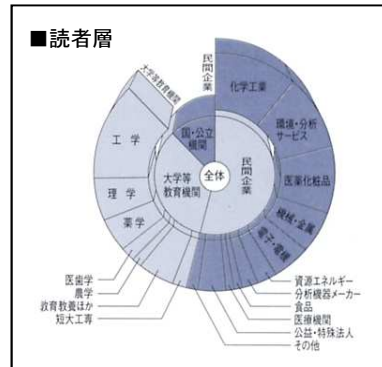 ■読者層
大学等教育機関
民間企業
化学工業
環境・分析
サービス
医薬化粧品
機械・金属
電子・電機
国・公立
機関
民間企業
大学等
教育機関
全体
工学
理学
薬学
医歯学
農学
教育教養ほか
短大工専
資源エネルギー
分析機器メーカー
食品
医療機関
公益・特殊法人
その他